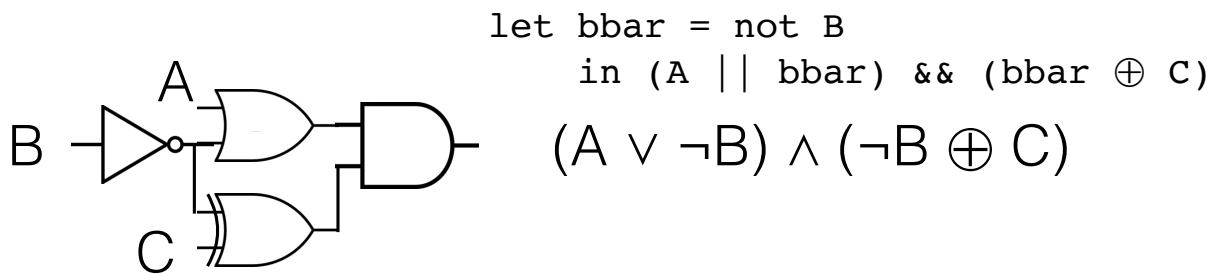 let bbar = not B
in (A || bbar) && (bbar ⊕ C)
A
B
(A ∨ ¬B) ∧ (¬B ⊕ C)
C